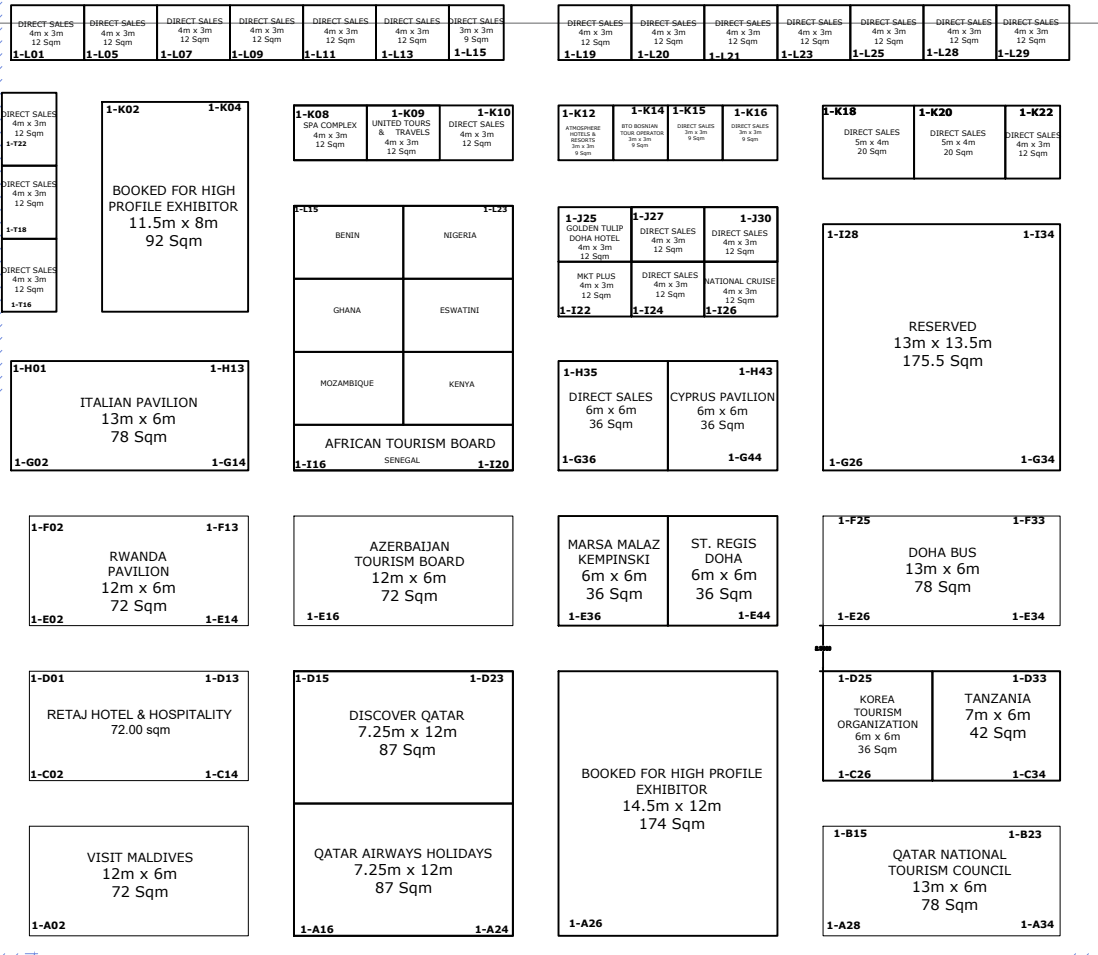 DIRECT SALES
4m x 3m
12 Sqm
1-L01
DIRECT SALES
4m x 3m
12 Sqm
1-L05
DIRECT SALES
4m x 3m
12 Sqm
1-L07
DIRECT SALES
4m x 3m
12 Sqm
1-L09
DIRECT SALES
4m x 3m
12 Sqm
1-L11
DIRECT SALES
4m x 3m
12 Sqm
1-L13
DIRECT SALES
3m x 3m
9 Sqm
1-L15
DIRECT SALES
4m x 3m
12 Sqm
1-L19
DIRECT SALES
4m x 3m
12 Sqm
1-L20
DIRECT SALES
4m x 3m
12 Sqm
1-L21
DIRECT SALES
4m x 3m
12 Sqm
1-L23
DIRECT SALES
4m x 3m
12 Sqm
1-L25
DIRECT SALES
4m x 3m
12 Sqm
1-L28
DIRECT SALES
4m x 3m
12 Sqm
1-L29
DIRECT SALES
4m x 3m
12 Sqm
1-T22
DIRECT SALES
4m x 3m
12 Sqm
1-T18
DIRECT SALES
4m x 3m
12 Sqm
1-T16
1-K02 1-K04
BOOKED FOR HIGH
PROFILE EXHIBITOR
11.5m x 8m
92 Sqm
1-K08
SPA COMPLEX
4m x 3m
12 Sqm
1-K09
UNITED TOURS
& TRAVELS
4m x 3m
12 Sqm
1-K10
DIRECT SALES
4m x 3m
12 Sqm
1-K12
ATMOSPHERE
HOTELS &
RESORTS
3m x 3m
9 Sqm
1-K14
BTO BOSNIAN
TOUR OPERATOR
3m x 3m
9 Sqm
1-K15
DIRECT SALES
3m x 3m
9 Sqm
1-K16
DIRECT SALES
3m x 3m
9 Sqm
1-K18
DIRECT SALES
5m x 4m
20 Sqm
1-K20
DIRECT SALES
5m x 4m
20 Sqm
1-K22
DIRECT SALES
4m x 3m
12 Sqm
1-L15 1-L23
BENIN
NIGERIA
GHANA
ESWATINI
MOZAMBIQUE
KENYA
AFRICAN TOURISM BOARD
SENEGAL
1-I16 1-I20
1-J25
GOLDEN TULIP
DOHA HOTEL
4m x 3m
12 Sqm
1-J27
DIRECT SALES
4m x 3m
12 Sqm
1-J30
DIRECT SALES
4m x 3m
12 Sqm
MKT PLUS
4m x 3m
12 Sqm
1-I22
DIRECT SALES
4m x 3m
12 Sqm
1-I24
NATIONAL CRUISE
4m x 3m
12 Sqm
1-I26
1-I28 1-I34
RESERVED
13m x 13.5m
175.5 Sqm
1-G26 1-G34
1-H01 1-H13
ITALIAN PAVILION
13m x 6m
78 Sqm
1-G02 1-G14
1-H35
DIRECT SALES
6m x 6m
36 Sqm
1-G36
1-H43
CYPRUS PAVILION
6m x 6m
36 Sqm
1-G44
1-F02 1-F13
RWANDA
PAVILION
12m x 6m
72 Sqm
1-E02 1-E14
AZERBAIJAN
TOURISM BOARD
12m x 6m
72 Sqm
1-E16
MARSA MALAZ
KEMPINSKI
6m x 6m
36 Sqm
1-E36
ST. REGIS
DOHA
6m x 6m
36 Sqm
1-E44
1-F25 1-F33
DOHA BUS
13m x 6m
78 Sqm
1-E26 1-E34
1-D01 1-D13
RETAJ HOTEL & HOSPITALITY
72.00 sqm
1-C02 1-C14
1-D15 1-D23
DISCOVER QATAR
7.25m x 12m
87 Sqm
QATAR AIRWAYS HOLIDAYS
7.25m x 12m
87 Sqm
1-A16 1-A24
BOOKED FOR HIGH PROFILE
EXHIBITOR
14.5m x 12m
174 Sqm
1-A26
1-D25
KOREA
TOURISM
ORGANIZATION
6m x 6m
36 Sqm
1-C26
1-D33
TANZANIA
7m x 6m
42 Sqm
1-C34
VISIT MALDIVES
12m x 6m
72 Sqm
1-A02
1-B15 1-B23
QATAR NATIONAL
TOURISM COUNCIL
13m x 6m
78 Sqm
1-A28 1-A34